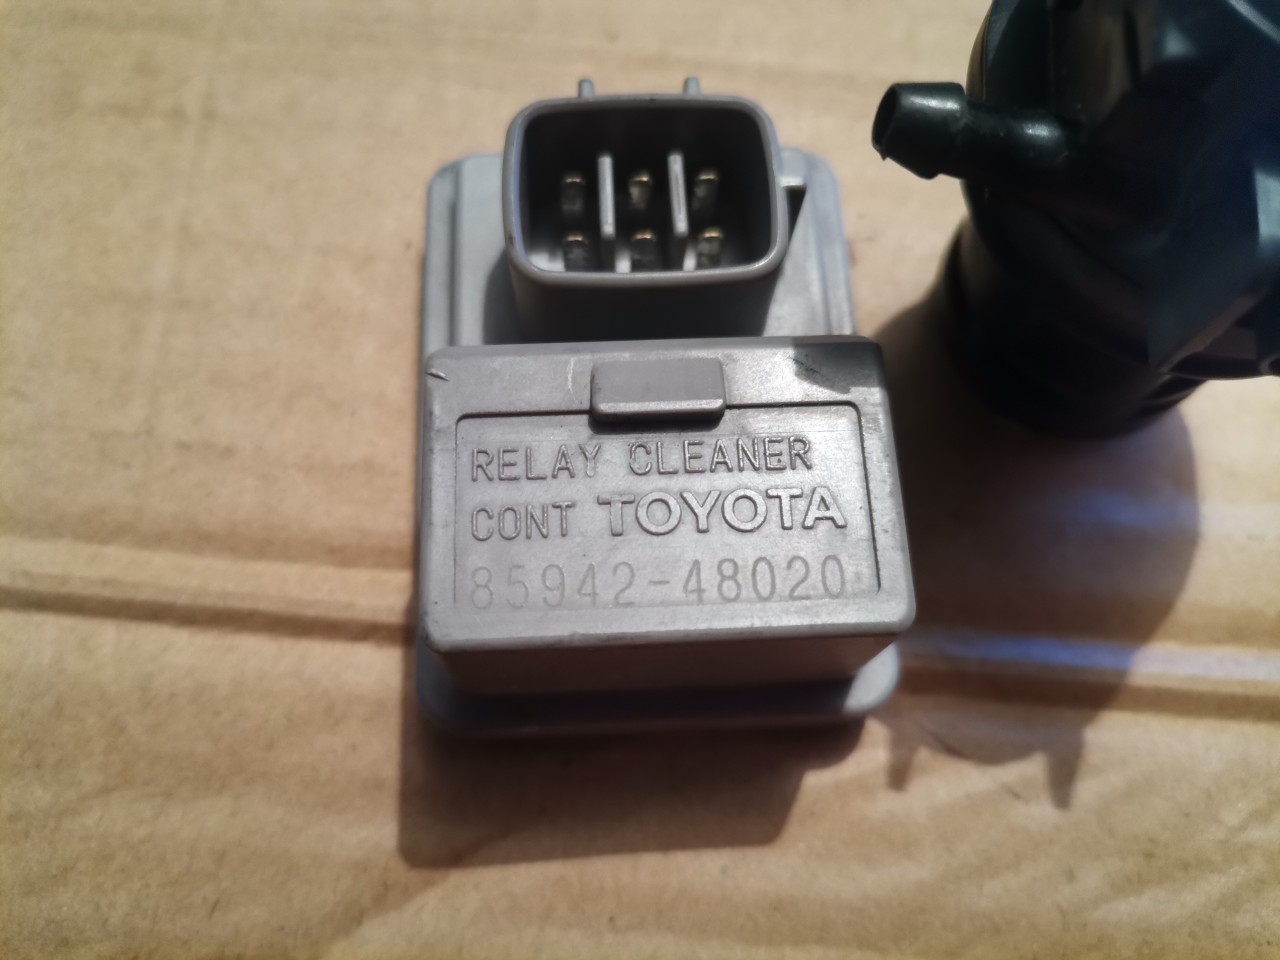 RELAY CLEANER
CONT TOYOTA
85942-48020